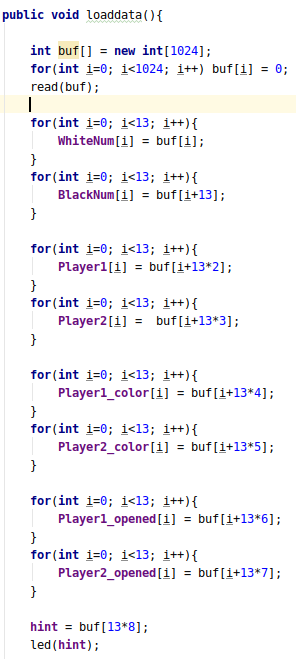 public void loaddata(){
int buf[] = new int[1024];
for(int i=0; i<1024; i++) buf[i] = 0;
read(buf);
for(int i=0; i<13; i++){
WhiteNum[i] = buf[i];
}
for(int i=0; i<13; i++){
BlackNum[i] = buf[i+13];
}
for(int i=0; i<13; i++){
Player1[i] = buf[i+13*2];
}
for(int i=0; i<13; i++){
Player2[i] =  buf[i+13*3];
}
for(int i=0; i<13; i++){
Player1_color[i] = buf[i+13*4];
}
for(int i=0; i<13; i++){
Player2_color[i] = buf[i+13*5];
}
for(int i=0; i<13; i++){
Player1_opened[i] = buf[i+13*6];
}
for(int i=0; i<13; i++){
Player2_opened[i] = buf[i+13*7];
}
hint = buf[13*8];
led(hint);